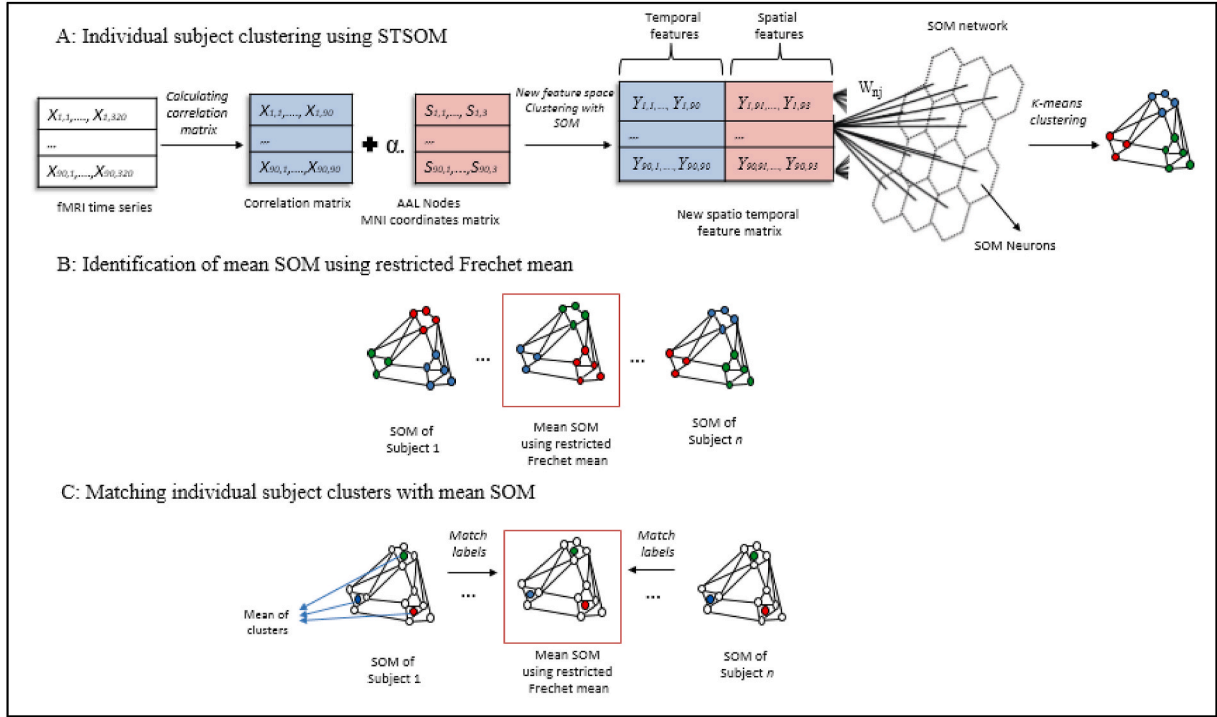 A: Individual subject clustering using STSOM
Temporal
features
Spatial
features
SOM network
X1,1,...., X1,320
...
X90,1,....,X90,320
fMRI time series
Calculating
correlation
matrix
X1,1,...., X1,90
...
X90,1,....,X90,90
Correlation matrix
+ α.
S1,1,..., S1,3
...
S90,1,...,S90,3
AAL Nodes
MNI coordinates matrix
New feature space
Clustering with
SOM
Y1,1,..., Y1,90
...
Y90,1,..., Y90,90
Y1,91,..., Y1,93
...
Y90,91,..., Y90,93
New spatio temporal
feature matrix
Wnj
SOM Neurons
K-means
clustering
B: Identification of mean SOM using restricted Frechet mean
...
...
SOM of
Subject 1
Mean SOM
using restricted
Frechet mean
SOM of
Subject n
C: Matching individual subject clusters with mean SOM
Match
labels
...
Match
labels
...
Mean of
clusters
SOM of
Subject 1
Mean SOM
using restricted
Frechet mean
SOM of
Subject n